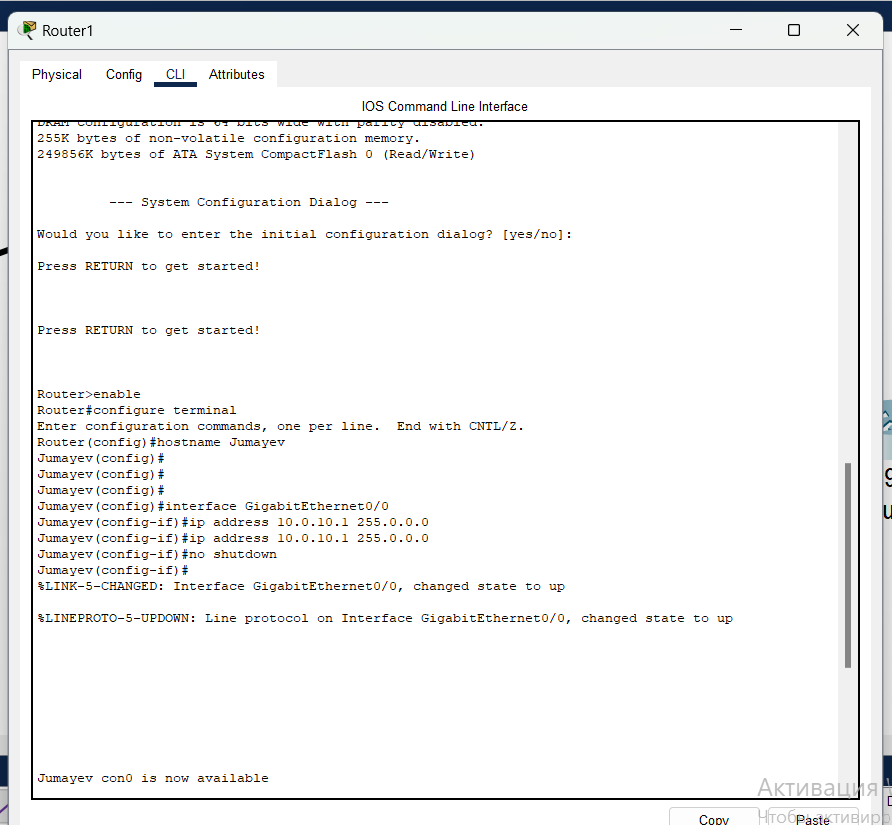 Router1
Physical Config CLI Attributes
IOS Command Line Interface
DRAM configuration is 64 bits wide with parity disabled.
255K bytes of non-volatile configuration memory.
249856K bytes of ATA System CompactFlash 0 (Read/Write)
--- System Configuration Dialog ---
Would you like to enter the initial configuration dialog? [yes/no]:
Press RETURN to get started!
Press RETURN to get started!
Router>enable
Router#configure terminal
Enter configuration commands, one per line.  End with CNTL/Z.
Router(config)#hostname Jumayev
Jumayev(config)#
Jumayev(config)#
Jumayev(config)#
Jumayev(config)#interface GigabitEthernet0/0
Jumayev(config-if)#ip address 10.0.10.1 255.0.0.0
Jumayev(config-if)#ip address 10.0.10.1 255.0.0.0
Jumayev(config-if)#no shutdown
Jumayev(config-if)#
%LINK-5-CHANGED: Interface GigabitEthernet0/0, changed state to up
%LINEPROTO-5-UPDOWN: Line protocol on Interface GigabitEthernet0/0, changed state to up
Jumayev con0 is now available
Активация
Чтобы активир
Copy Paste